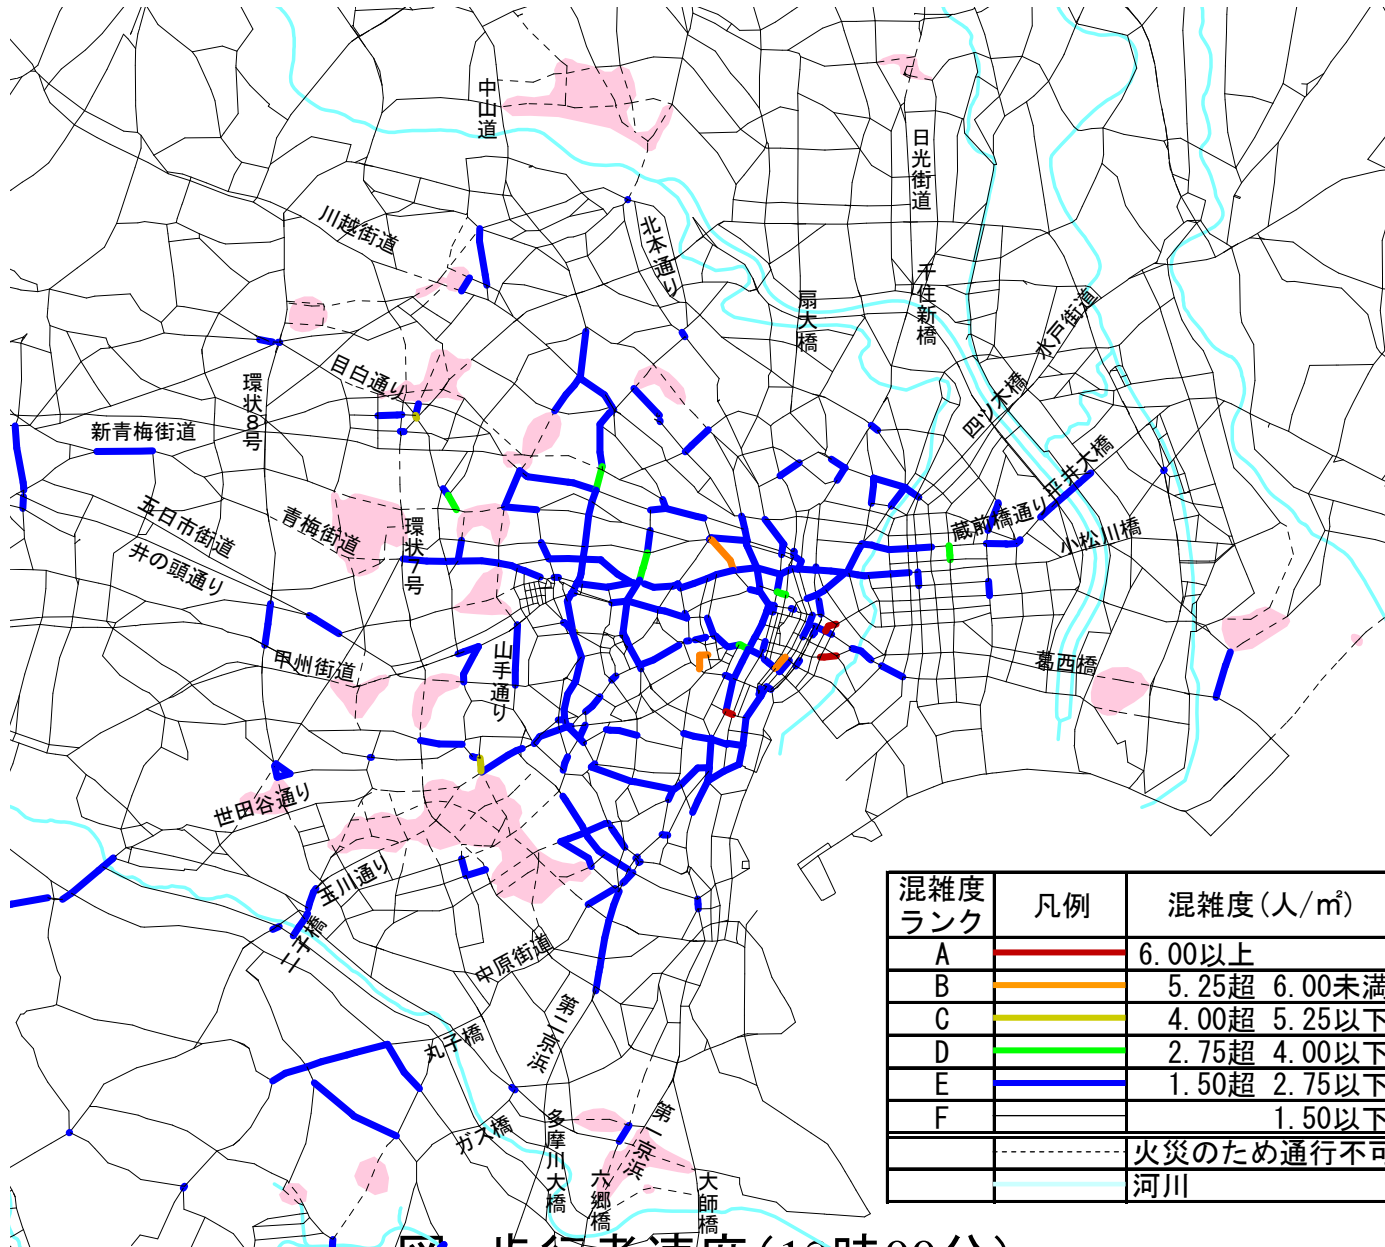 中山道
日光街道
川越街道
北本通り
千住新橋
扇大橋
水戸街道
目白通り
環状8号
四ツ木橋
新青梅街道
平井大橋
五日市街道
青梅街道
環状7号
蔵前橋通り
小松川橋
井の頭通り
甲州街道
山手通り
葛西橋
世田谷通り
玉川通り
二子橋
中原街道
第二京浜
丸子橋
ガス橋
多摩川大橋
第一京浜
六郷橋
大師橋
混雑度ランク 凡例 混雑度(人/㎡)
A 6.00以上
B 5.25超 6.00未満
C 4.00超 5.25以下
D 2.75超 4.00以下
E 1.50超 2.75以下
F 1.50以下
火災のため通行不可
河川